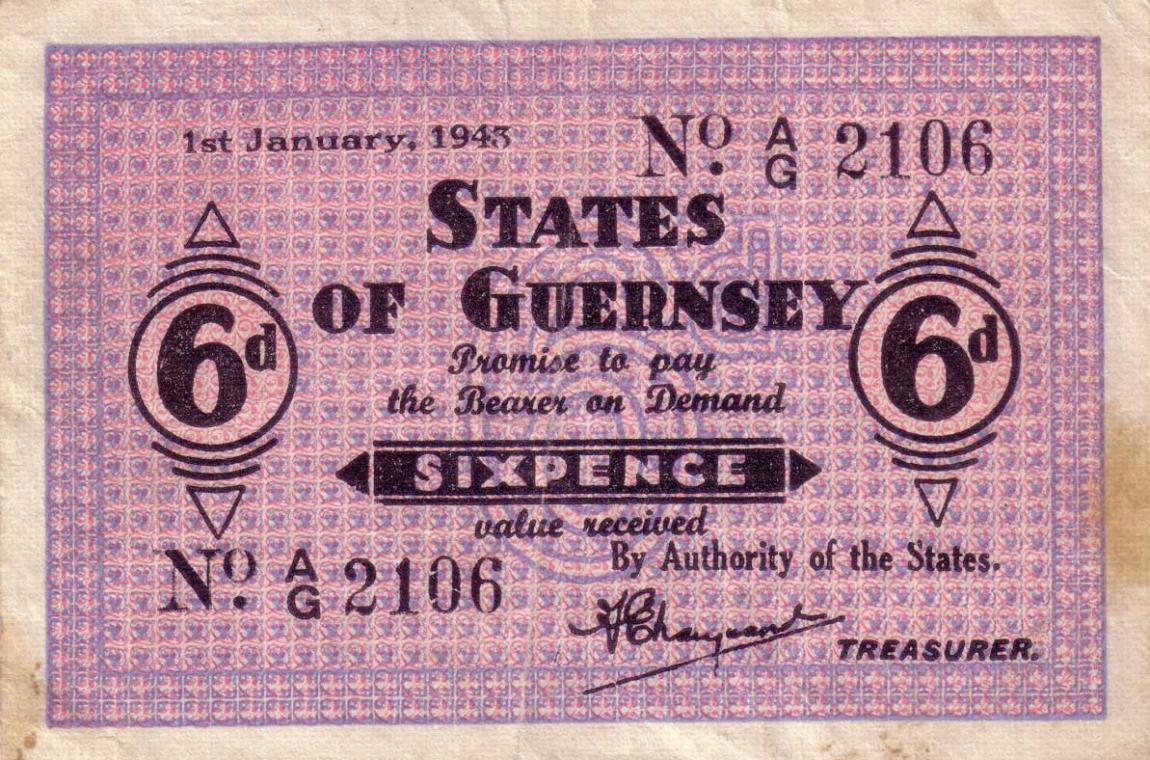 1st January, 1943
Nº. A/G 2106
STATES
OF GUERNSEY
6d
6d
Promise to pay
the Bearer on Demand
SIXPENCE
value received
By Authority of the States.
Nº. A/G 2106
TREASURER.